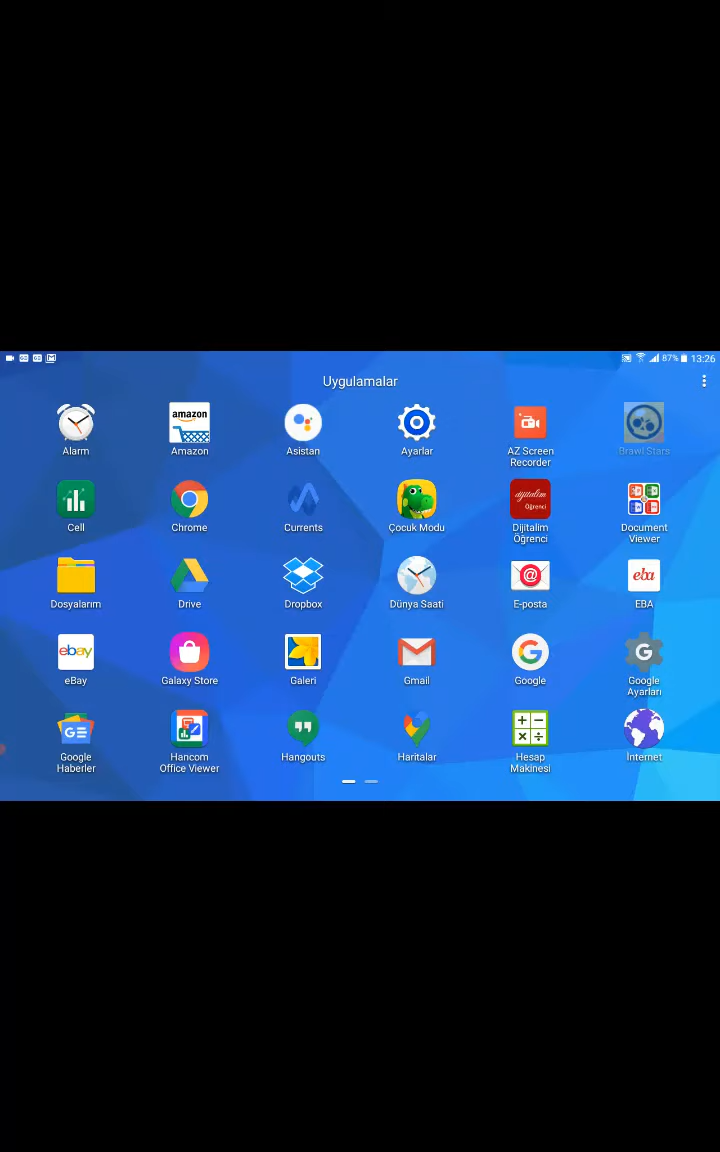 87% 13:26
Uygulamalar
Alarm
amazon
Amazon
Asistan
Ayarlar
AZ Screen
Recorder
Brawl Stars
Cell
Chrome
Currents
Çocuk Modu
dijitalim
Öğrenci
Dijitalim
Öğrenci
Document
Viewer
Dosyalarım
Drive
Dropbox
Dünya Saati
@
E-posta
eba
EBA
ebay
eBay
Galaxy Store
Galeri
Gmail
G
Google
G
Google
Ayarları
GE
Google
Haberler
Hancom
Office Viewer
Hangouts
Haritalar
+ −
× ÷
Hesap
Makinesi
İnternet